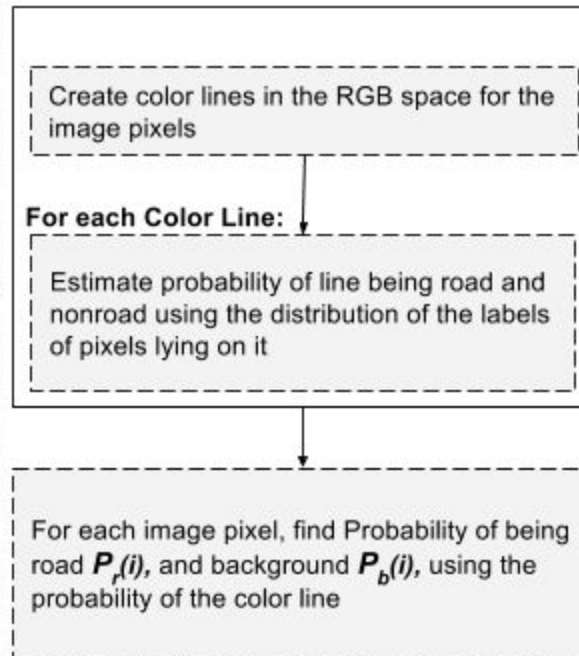 Create color lines in the RGB space for the
image pixels
For each Color Line:
Estimate probability of line being road and
nonroad using the distribution of the labels
of pixels lying on it
For each image pixel, find Probability of being
road P_r(i), and background P_b(i), using the
probability of the color line